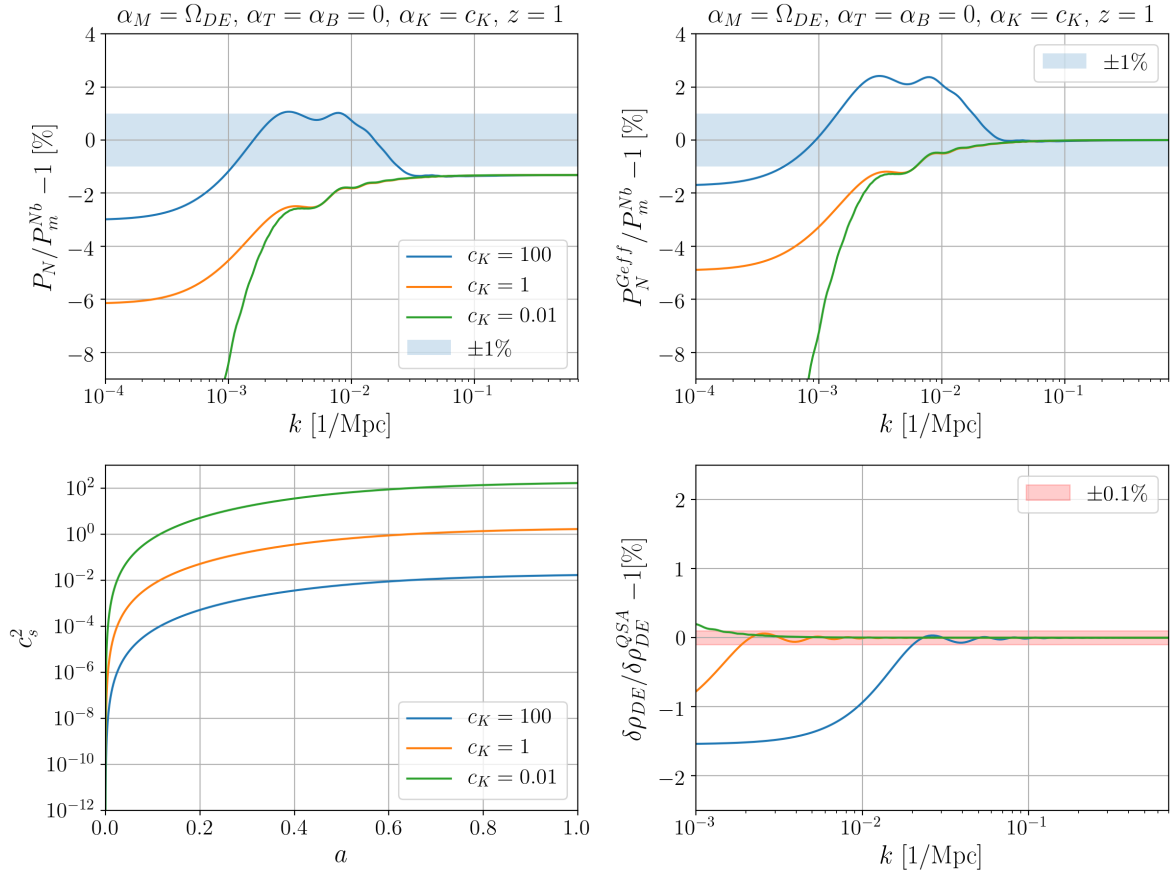 α_M = Ω_DE, α_T = α_B = 0, α_K = c_K, z = 1
4
2
0
−2
−4
−6
−8
P_N/P_m^{Nb} −1 [%]
c_K = 100
c_K = 1
c_K = 0.01
±1%
10^{−4}
10^{−3}
10^{−2}
10^{−1}
k [1/Mpc]
α_M = Ω_DE, α_T = α_B = 0, α_K = c_K, z = 1
±1%
4
2
0
−2
−4
−6
−8
P_N^{Geff}/P_m^{Nb} −1 [%]
10^{−4}
10^{−3}
10^{−2}
10^{−1}
k [1/Mpc]
10^{2}
10^{0}
10^{−2}
10^{−4}
10^{−6}
10^{−8}
10^{−10}
10^{−12}
c_s^2
c_K = 100
c_K = 1
c_K = 0.01
0.0
0.2
0.4
0.6
0.8
1.0
a
±0.1%
2
1
0
−1
−2
δρ_DE/δρ_DE^{QSA} −1[%]
10^{−3}
10^{−2}
10^{−1}
k [1/Mpc]